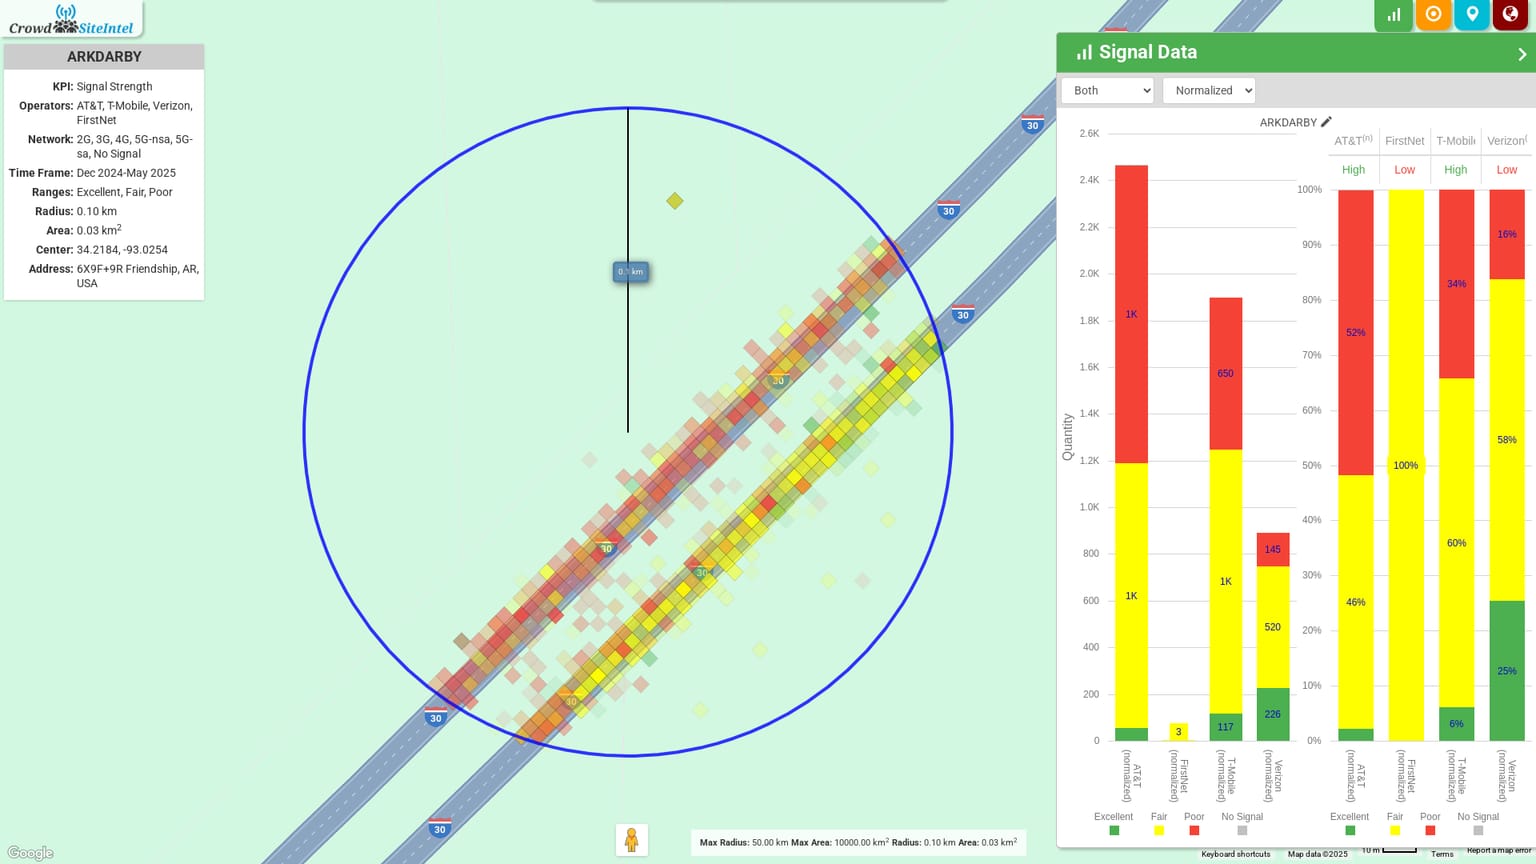 CrowdSiteIntel
ARKDARBY
KPI: Signal Strength
Operators: AT&T, T-Mobile, Verizon,
FirstNet
Network: 2G, 3G, 4G, 5G-nsa, 5G-
sa, No Signal
Time Frame: Dec 2024-May 2025
Ranges: Excellent, Fair, Poor
Radius: 0.10 km
Area: 0.03 km2
Center: 34.2184, -93.0254
Address: 6X9F+9R Friendship, AR,
USA
0.1 km
30
30
30
30
30
30
30
30
30
Google
Max Radius: 50.00 km Max Area: 10000.00 km2 Radius: 0.10 km Area: 0.03 km2
Signal Data
Both
Normalized
ARKDARBY
Quantity
2.6K
2.4K
2.2K
2.0K
1.8K
1.6K
1.4K
1.2K
1.0K
800
600
400
200
0
1K
1K
3
650
1K
117
145
520
226
AT&T (normalized)
FirstNet (normalized)
T-Mobile (normalized)
Verizon (normalized)
Excellent Fair Poor No Signal
AT&T(n) FirstNet T-Mobile Verizon(
High Low High Low
100%
90%
80%
70%
60%
50%
40%
30%
20%
10%
0%
52%
46%
100%
34%
60%
6%
16%
58%
25%
AT&T (normalized)
FirstNet (normalized)
T-Mobile (normalized)
Verizon (normalized)
Excellent Fair Poor No Signal
Keyboard shortcuts Map data ©2025 10 m Terms Report a map error